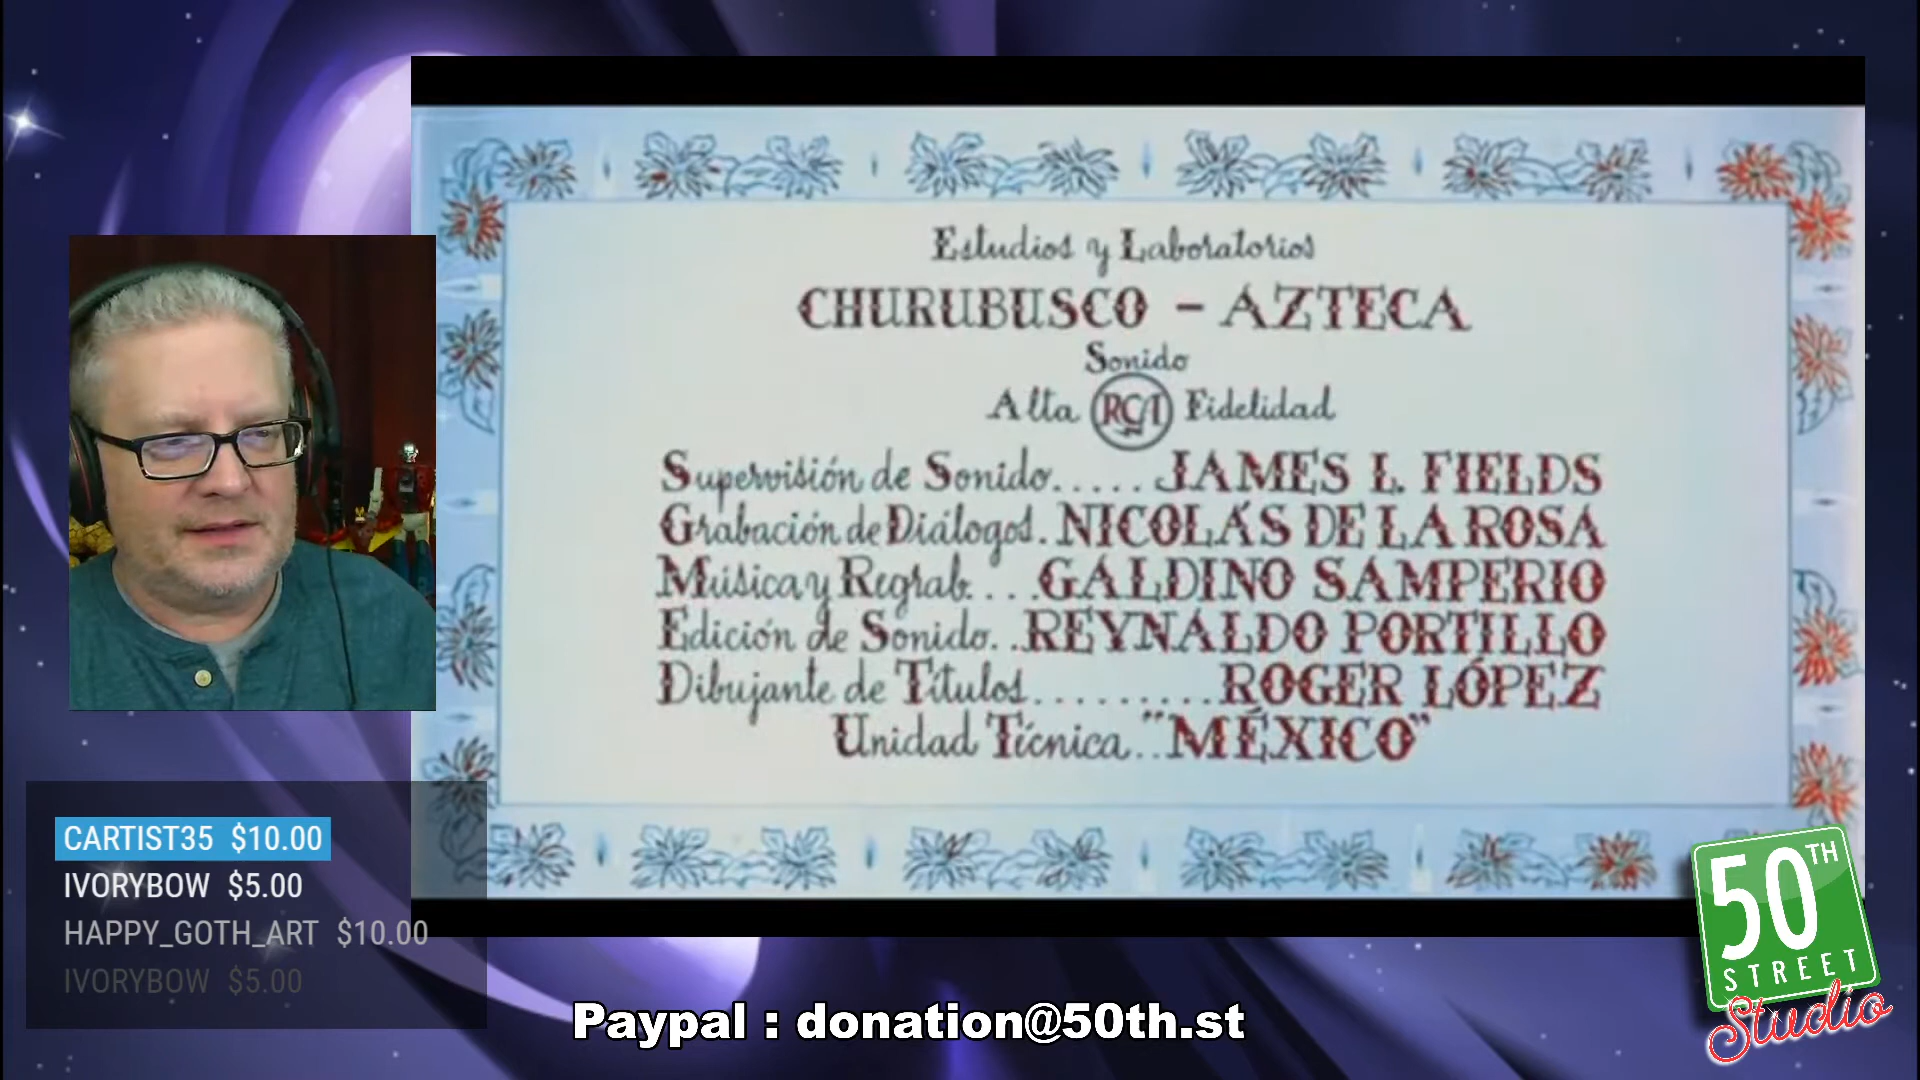 Estudios y Laboratorios
CHURUBUSCO - AZTECA
Sonido
Alta RCA Fidelidad
Supervisión de Sonido..... JAMES L. FIELDS
Grabación de Diálogos. NICOLÁS DE LA ROSA
Música y Regrab.... GALDINO SAMPERIO
Edición de Sonido.. REYNALDO PORTILLO
Dibujante de Títulos......... ROGER LÓPEZ
Unidad Técnica.. "MÉXICO"
CARTIST35 $10.00
IVORYBOW $5.00
HAPPY_GOTH_ART $10.00
IVORYBOW $5.00
Paypal : donation@50th.st
50TH
STREET
Studio